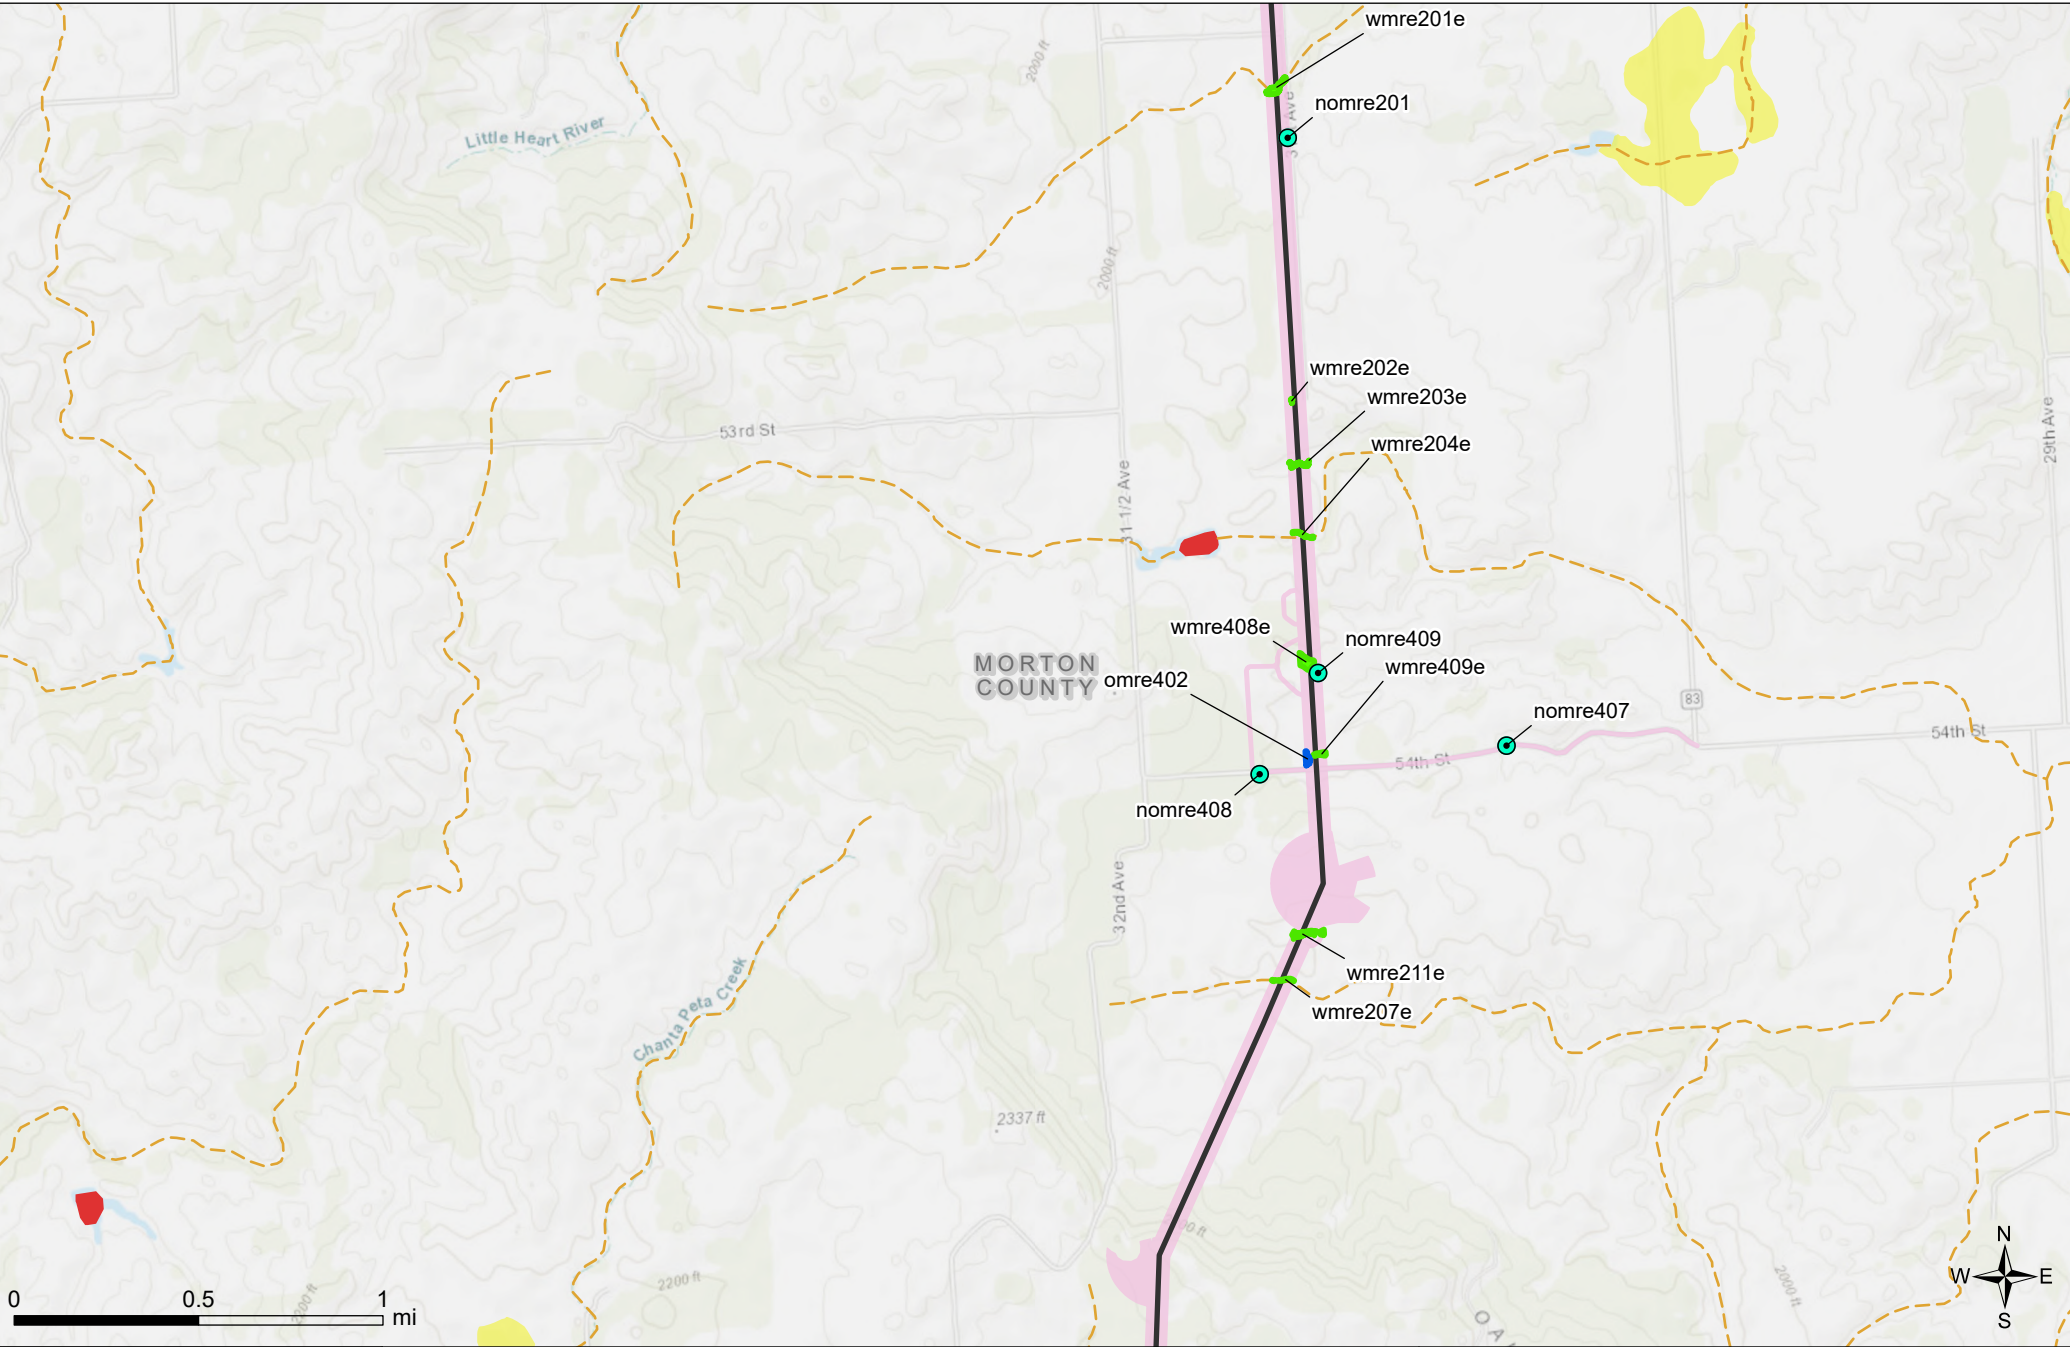 wmre201e
2000 ft
nomre201
Ave
Little Heart River
2000 ft
wmre202e
wmre203e
53rd St
29th Ave
wmre204e
31 1/2 Ave
wmre408e
nomre409
MORTON
COUNTY
omre402
wmre409e
83
nomre407
54th St
54th St
nomre408
32nd Ave
wmre211e
Chanta Peta Creek
wmre207e
2337 ft
2200 ft
2000 ft
N
W
E
S
0
0.5
1
mi